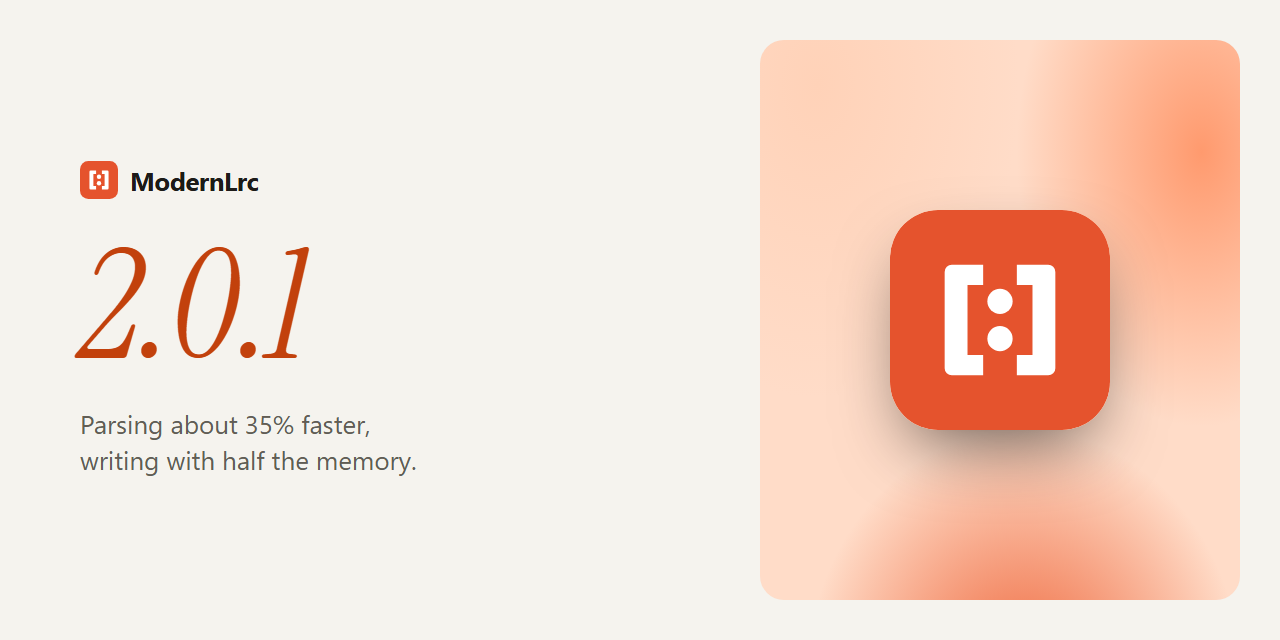 ModernLrc
2.0.1
Parsing about 35% faster,
writing with half the memory.